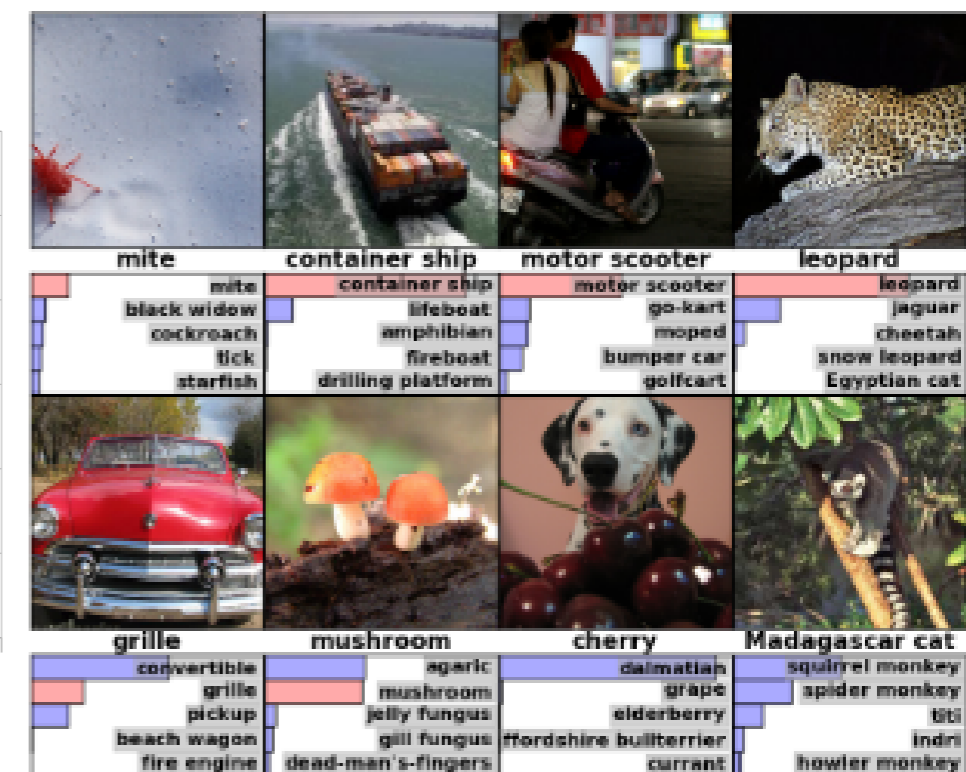 mite
container ship
motor scooter
leopard
mite
black widow
cockroach
tick
starfish
container ship
lifeboat
amphibian
fireboat
drilling platform
motor scooter
go-kart
moped
bumper car
golfcart
leopard
jaguar
cheetah
snow leopard
Egyptian cat
grille
mushroom
cherry
Madagascar cat
convertible
grille
pickup
beach wagon
fire engine
agaric
mushroom
jelly fungus
gill fungus
dead-man's-fingers
dalmatian
grape
elderberry
ffordshire bullterrier
currant
squirrel monkey
spider monkey
titi
indri
howler monkey